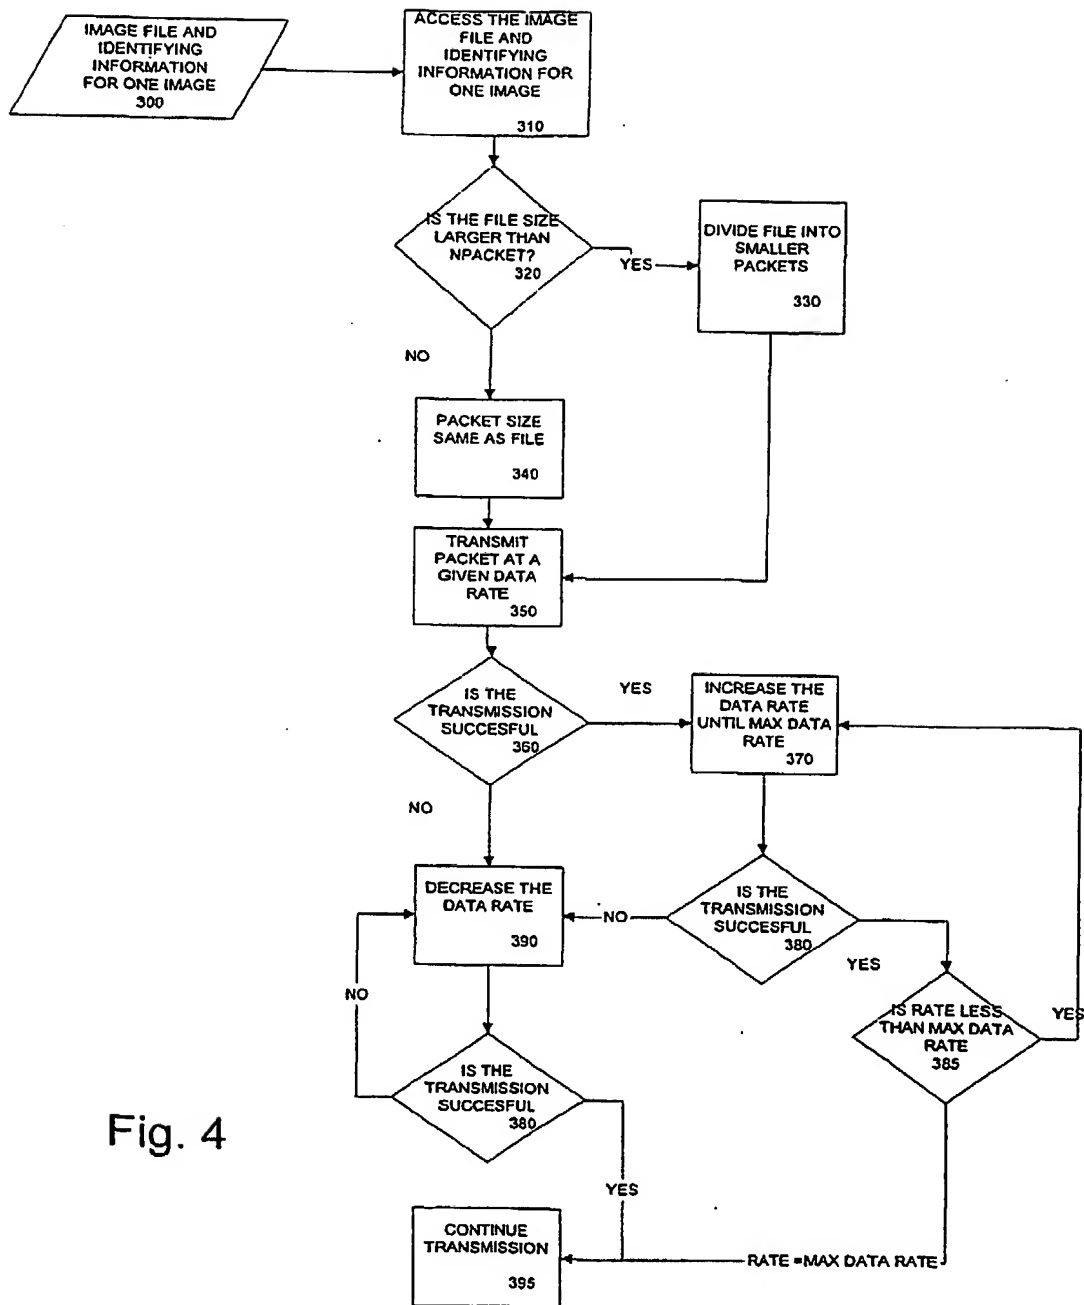 IMAGE FILE AND
IDENTIFYING
INFORMATION
FOR ONE IMAGE
300
ACCESS THE IMAGE
FILE AND
IDENTIFYING
INFORMATION FOR
ONE IMAGE
310
IS THE FILE SIZE
LARGER THAN
NPACKET?
320
YES
DIVIDE FILE INTO
SMALLER
PACKETS
330
NO
PACKET SIZE
SAME AS FILE
340
TRANSMIT
PACKET AT A
GIVEN DATA
RATE
350
IS THE
TRANSMISSION
SUCCESFUL
360
YES
INCREASE THE
DATA RATE
UNTIL MAX DATA
RATE
370
NO
DECREASE THE
DATA RATE
390
NO
IS THE
TRANSMISSION
SUCCESFUL
380
YES
IS RATE LESS
THAN MAX DATA
RATE
385
YES
NO
IS THE
TRANSMISSION
SUCCESFUL
380
YES
Fig. 4
CONTINUE
TRANSMISSION
395
RATE =MAX DATA RATE